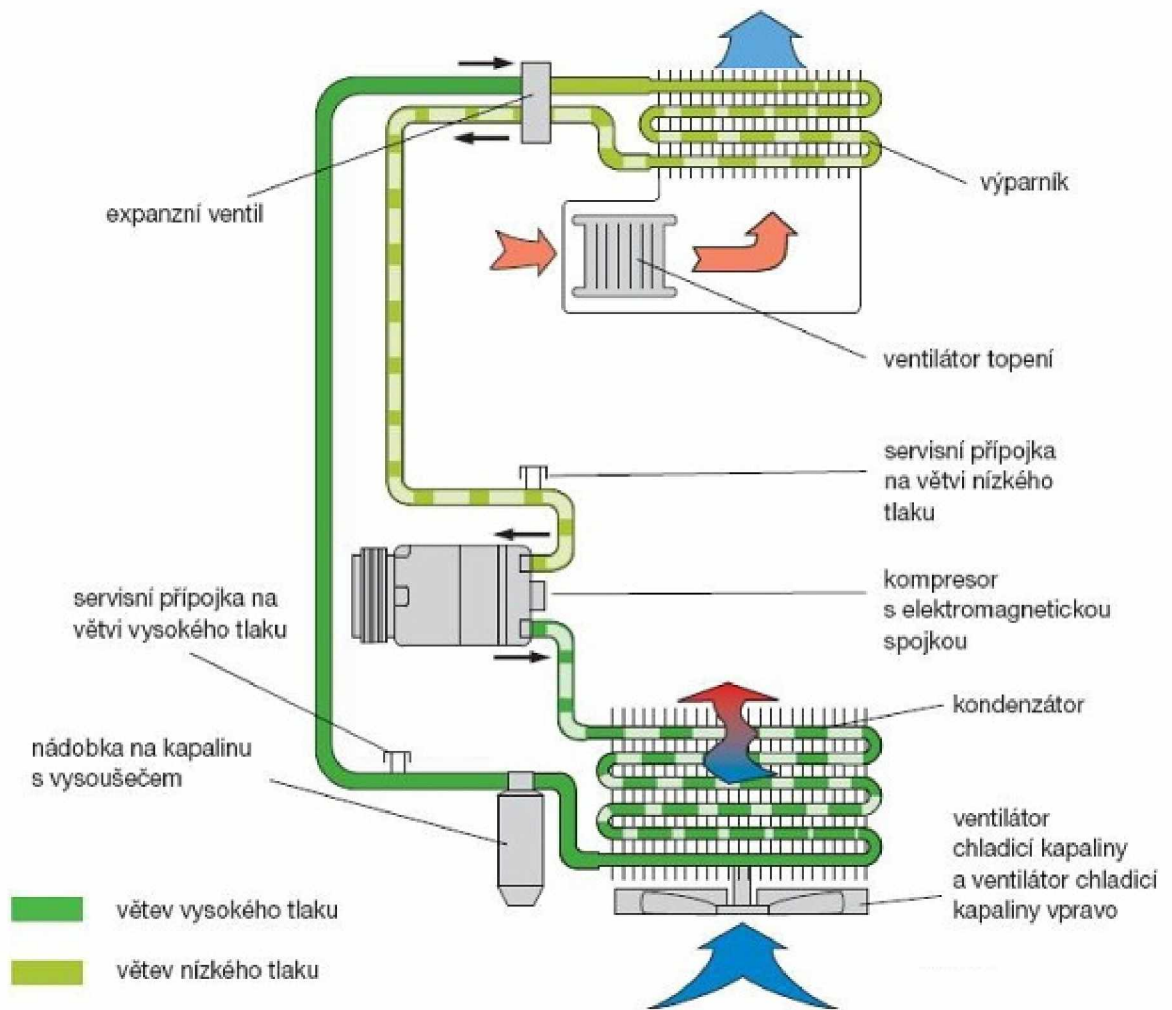 expanzní ventil
výparník
ventilátor topení
servisní přípojka
na větvi nízkého
tlaku
servisní přípojka na
větvi vysokého tlaku
kompresor
s elektromagnetickou
spojkou
kondenzátor
nádobka na kapalinu
s vysoušečem
ventilátor
chladicí kapaliny
a ventilátor chladicí
kapaliny vpravo
větev vysokého tlaku
větev nízkého tlaku